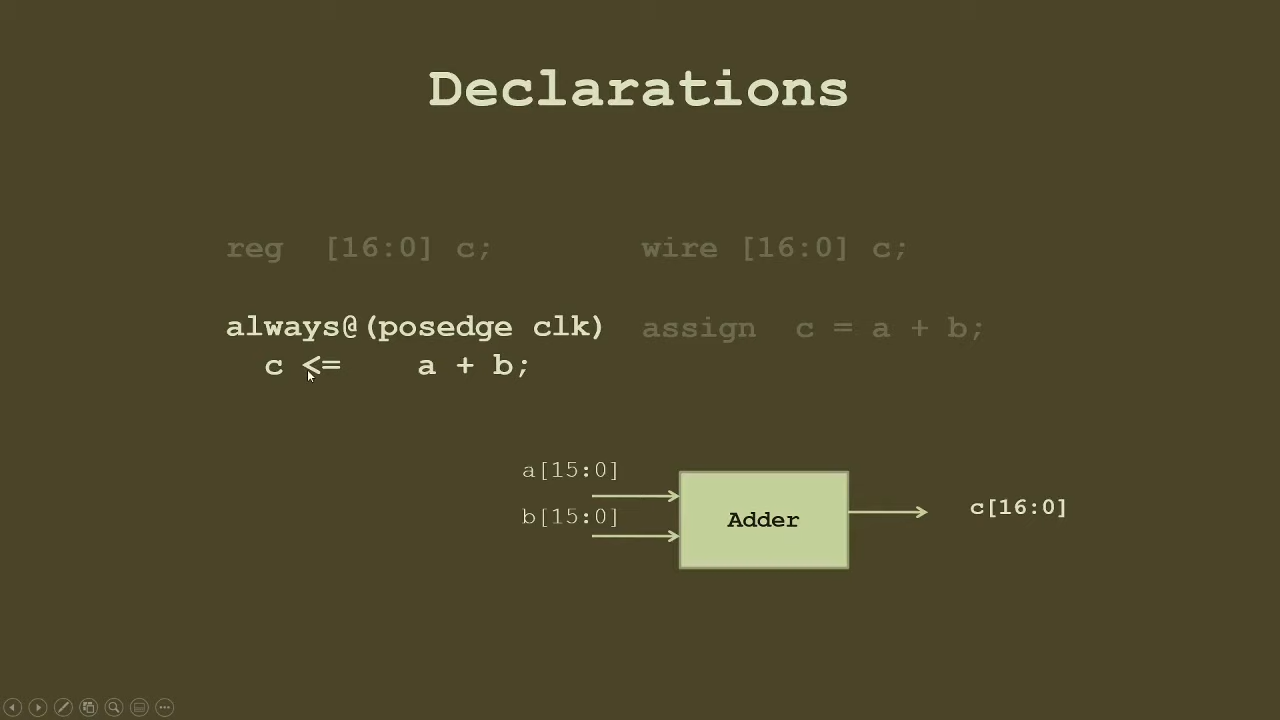 Declarations
reg  [16:0] c;
wire [16:0] c;
always@(posedge clk)
c <=    a + b;
assign  c = a + b;
a[15:0]
b[15:0]
Adder
c[16:0]